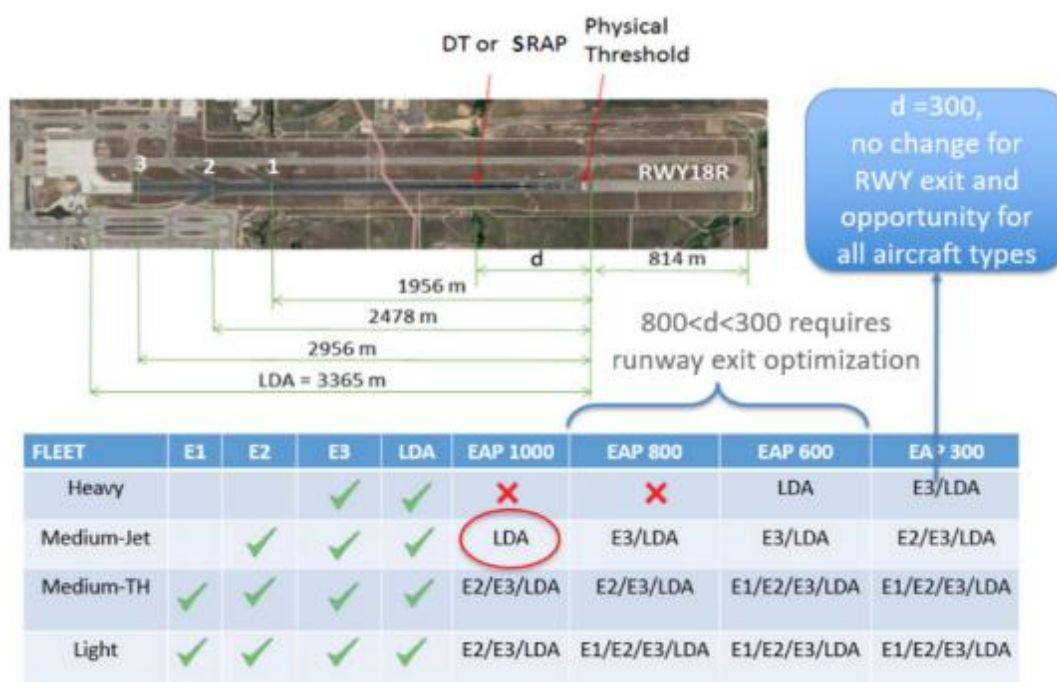 DT or SRAP
Physical
Threshold
d =300,
no change for
RWY exit and
opportunity for
all aircraft types
3
2
1
RWY18R
d
814 m
1956 m
2478 m
2956 m
LDA = 3365 m
800<d<300 requires
runway exit optimization
FLEET E1 E2 E3 LDA EAP 1000 EAP 800 EAP 600 EAP 300
Heavy ✓ ✓ ✗ ✗ LDA E3/LDA
Medium-Jet ✓ ✓ ✓ LDA E3/LDA E3/LDA E2/E3/LDA
Medium-TH ✓ ✓ ✓ ✓ E2/E3/LDA E2/E3/LDA E1/E2/E3/LDA E1/E2/E3/LDA
Light ✓ ✓ ✓ ✓ E2/E3/LDA E1/E2/E3/LDA E1/E2/E3/LDA E1/E2/E3/LDA